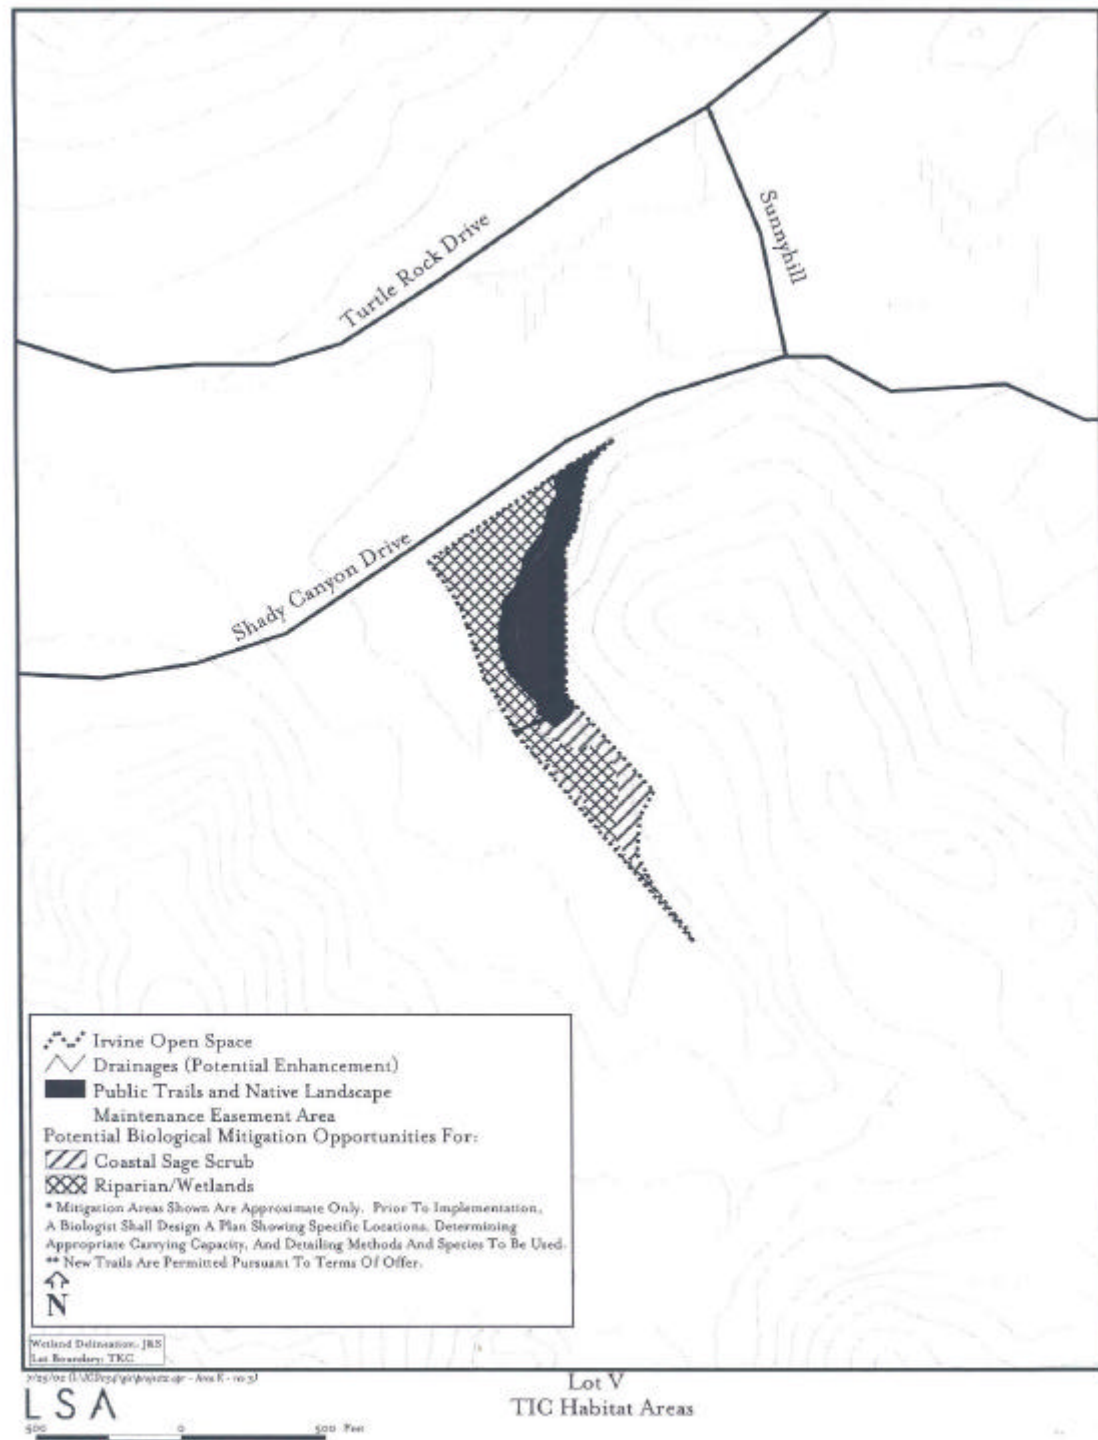 Turtle Rock Drive
Sunnyhill
Shady Canyon Drive
Irvine Open Space
Drainages (Potential Enhancement)
Public Trails and Native Landscape
Maintenance Easement Area
Potential Biological Mitigation Opportunities For:
Coastal Sage Scrub
Riparian/Wetlands
* Mitigation Areas Shown Are Approximate Only. Prior To Implementation,
A Biologist Shall Design A Plan Showing Specific Locations, Determining
Appropriate Carrying Capacity, And Detailing Methods And Species To Be Used.
** New Trails Are Permitted Pursuant To Terms Of Offer.
N
Wetland Delineation: J&S
Lot Boundary: TKC
Lot V
LSA
TIC Habitat Areas
500 0 500 Feet